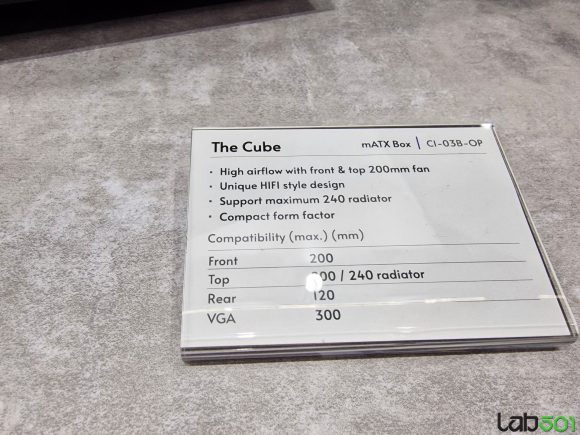 The Cube mATX Box | CI-03B-OP
· High airflow with front & top 200mm fan
· Unique HIFI style design
· Support maximum 240 radiator
· Compact form factor
Compatibility (max.) (mm)
Front 200
Top 200 / 240 radiator
Rear 120
VGA 300
Lab501